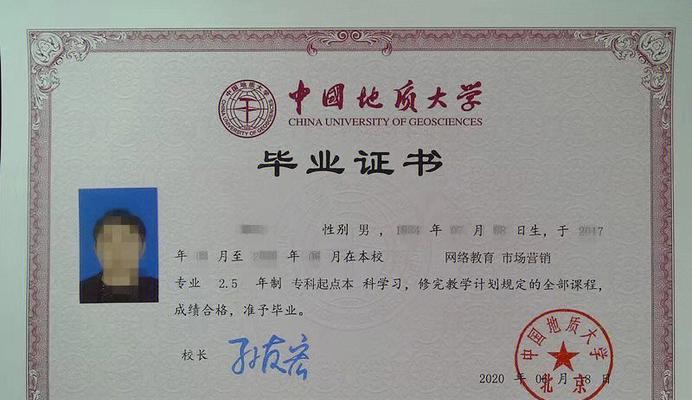 中国地质大学
CHINA UNIVERSITY OF GEOSCIENCES
毕业证书
性别 男 , 年 月 日生，于 2017
年 月至 年 月在本校 网络教育 市场营销
专业 2.5 年制 专科起点本 科学习，修完教学计划规定的全部课程，
成绩合格，准予毕业。
校长 孙友宏
中国地质大学
北京
2020 年 月 8 日